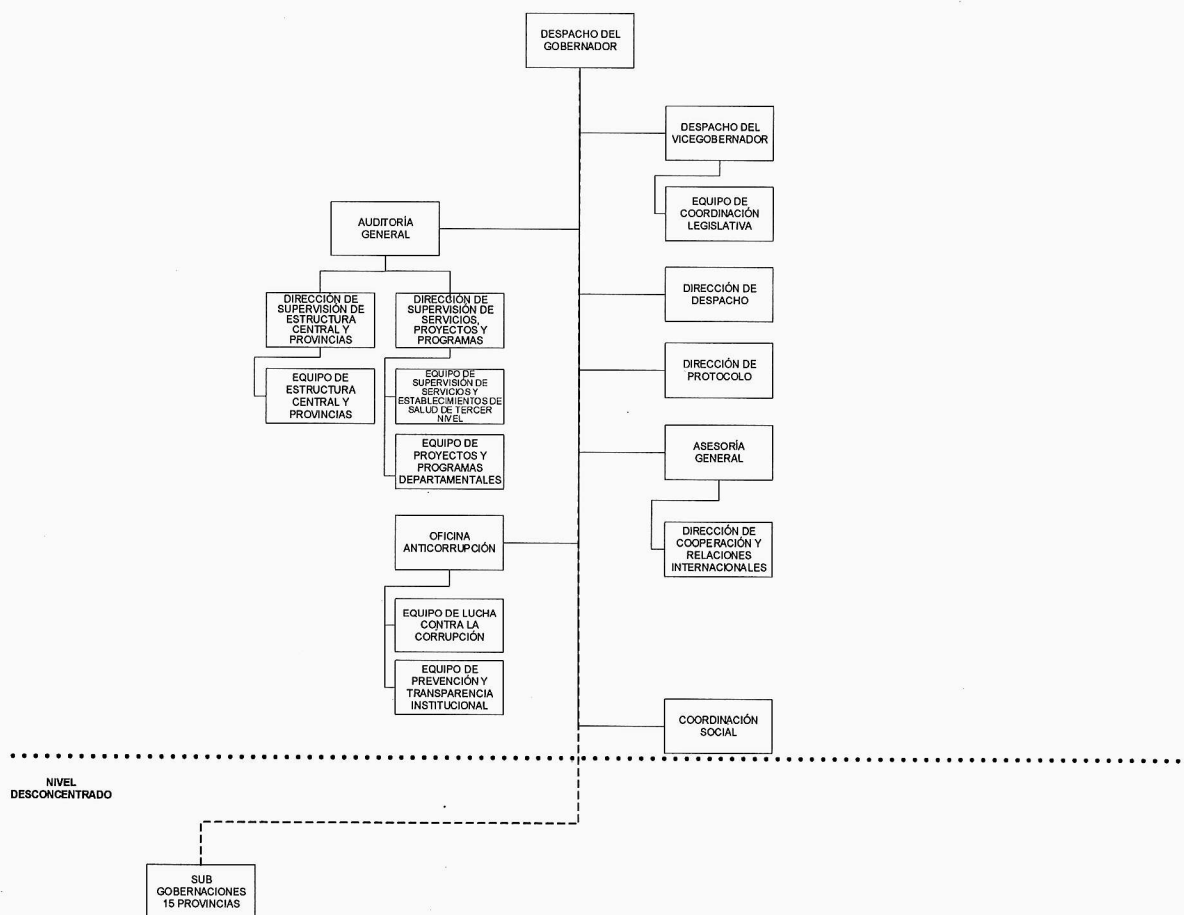 DESPACHO DEL
GOBERNADOR
DESPACHO DEL
VICEGOBERNADOR
EQUIPO DE
COORDINACIÓN
LEGISLATIVA
AUDITORÍA
GENERAL
DIRECCIÓN DE
SUPERVISIÓN DE
ESTRUCTURA
CENTRAL Y
PROVINCIAS
DIRECCIÓN DE
SUPERVISIÓN DE
SERVICIOS,
PROYECTOS Y
PROGRAMAS
DIRECCIÓN DE
DESPACHO
EQUIPO DE
ESTRUCTURA
CENTRAL Y
PROVINCIAS
EQUIPO DE
SUPERVISIÓN DE
SERVICIOS Y
ESTABLECIMIENTOS DE
SALUD DE TERCER
NIVEL
DIRECCIÓN DE
PROTOCOLO
EQUIPO DE
PROYECTOS Y
PROGRAMAS
DEPARTAMENTALES
ASESORÍA
GENERAL
OFICINA
ANTICORRUPCIÓN
DIRECCIÓN DE
COOPERACIÓN Y
RELACIONES
INTERNACIONALES
EQUIPO DE LUCHA
CONTRA LA
CORRUPCIÓN
EQUIPO DE
PREVENCIÓN Y
TRANSPARENCIA
INSTITUCIONAL
COORDINACIÓN
SOCIAL
NIVEL
DESCONCENTRADO
SUB
GOBERNACIONES
15 PROVINCIAS